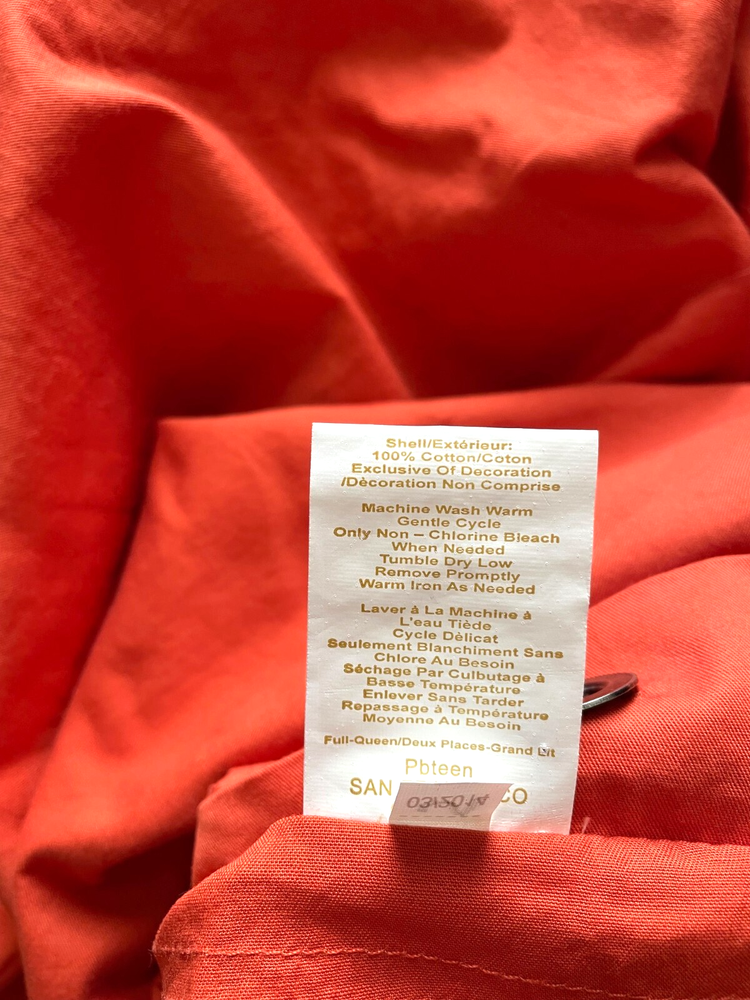 Shell/Extérieur:
100% Cotton/Coton
Exclusive Of Decoration
/Dècoration Non Comprise
Machine Wash Warm
Gentle Cycle
Only Non – Chlorine Bleach
When Needed
Tumble Dry Low
Remove Promptly
Warm Iron As Needed
Laver à La Machine à
L'eau Tiède
Cycle Dèlicat
Seulement Blanchiment Sans
Chlore Au Besoin
Séchage Par Culbutage à
Basse Température
Enlever Sans Tarder
Repassage à Température
Moyenne Au Besoin
Full-Queen/Deux Places-Grand Lit
Pbteen
SAN CO
03/2014